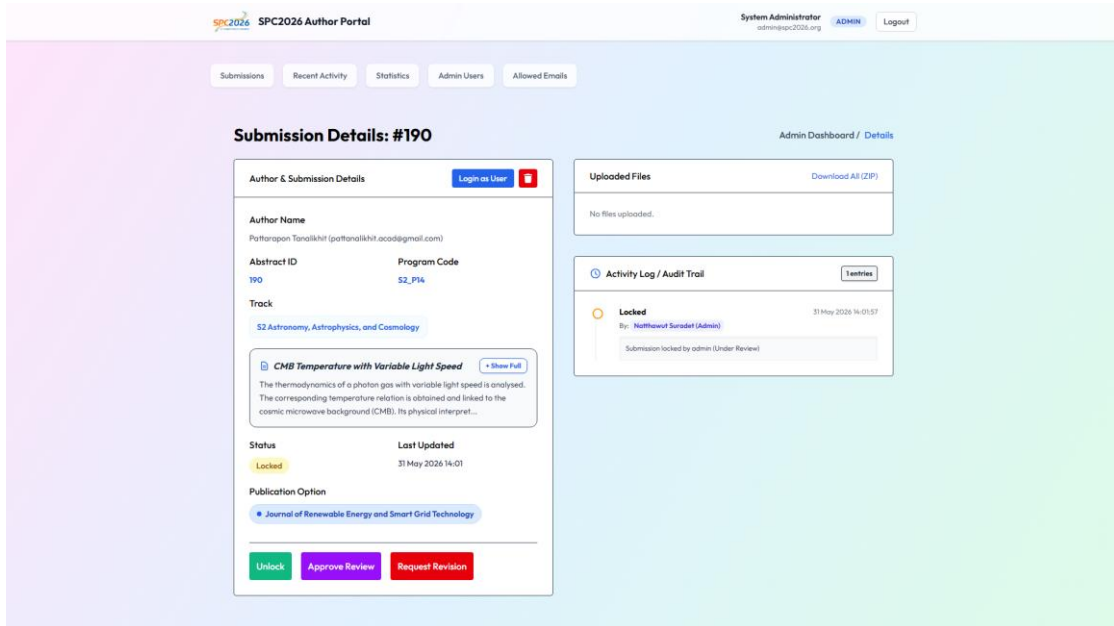 SPC2026 SPC2026 Author Portal
System Administrator
admin@spc2026.org
ADMIN
Logout
Submissions
Recent Activity
Statistics
Admin Users
Allowed Emails
Submission Details: #190
Admin Dashboard / Details
Author & Submission Details
Login as User
Author Name
Pattarapon Tanalikhit (pattanalikhit.acad@gmail.com)
Abstract ID
Program Code
190
S2_P14
Track
S2 Astronomy, Astrophysics, and Cosmology
CMB Temperature with Variable Light Speed
+ Show Full
The thermodynamics of a photon gas with variable light speed is analysed.
The corresponding temperature relation is obtained and linked to the
cosmic microwave background (CMB). Its physical interpret...
Status
Last Updated
Locked
31 May 2026 14:01
Publication Option
Journal of Renewable Energy and Smart Grid Technology
Unlock
Approve Review
Request Revision
Uploaded Files
Download All (ZIP)
No files uploaded.
Activity Log / Audit Trail
1 entries
Locked
31 May 2026 14:01:57
By: Natthawut Suradet (Admin)
Submission locked by admin (Under Review)